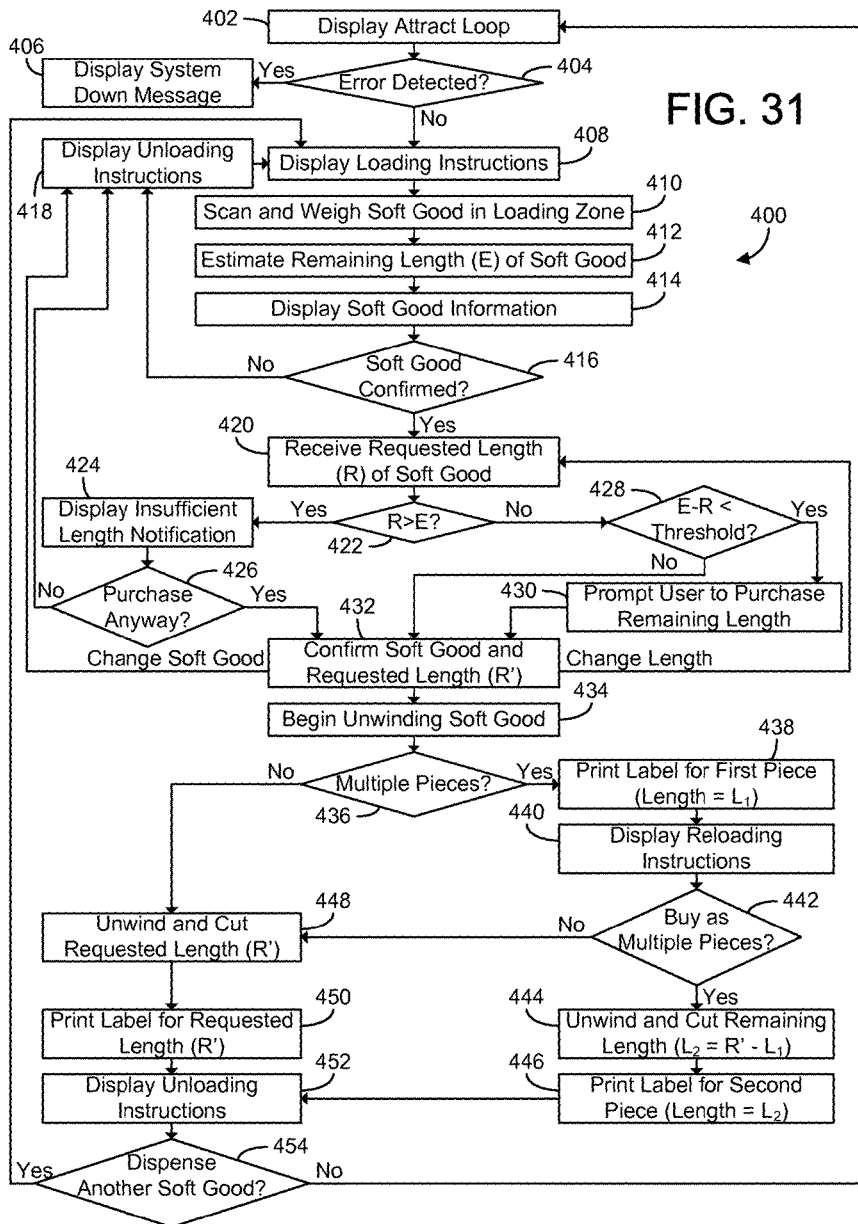 402
Display Attract Loop
406
Display System
Down Message
Yes
Error Detected?
404
No
FIG. 31
Display Unloading
Instructions
418
Display Loading Instructions
408
Scan and Weigh Soft Good in Loading Zone
410
400
Estimate Remaining Length (E) of Soft Good
412
Display Soft Good Information
414
No
Soft Good
Confirmed?
416
Yes
420
Receive Requested Length
(R) of Soft Good
424
Display Insufficient
Length Notification
Yes
R>E?
422
No
428
E-R <
Threshold?
Yes
No
426
No
Purchase
Anyway?
Yes
432
430
Prompt User to Purchase
Remaining Length
Change Soft Good
Confirm Soft Good and
Requested Length (R')
Change Length
Begin Unwinding Soft Good
434
No
Multiple Pieces?
436
Yes
438
Print Label for First Piece
(Length = L₁)
440
Display Reloading
Instructions
442
Buy as
Multiple Pieces?
No
Yes
448
Unwind and Cut
Requested Length (R')
450
Print Label for Requested
Length (R')
444
Unwind and Cut Remaining
Length (L₂ = R' - L₁)
452
Display Unloading
Instructions
446
Print Label for Second
Piece (Length = L₂)
454
Yes
Dispense
Another Soft Good?
No